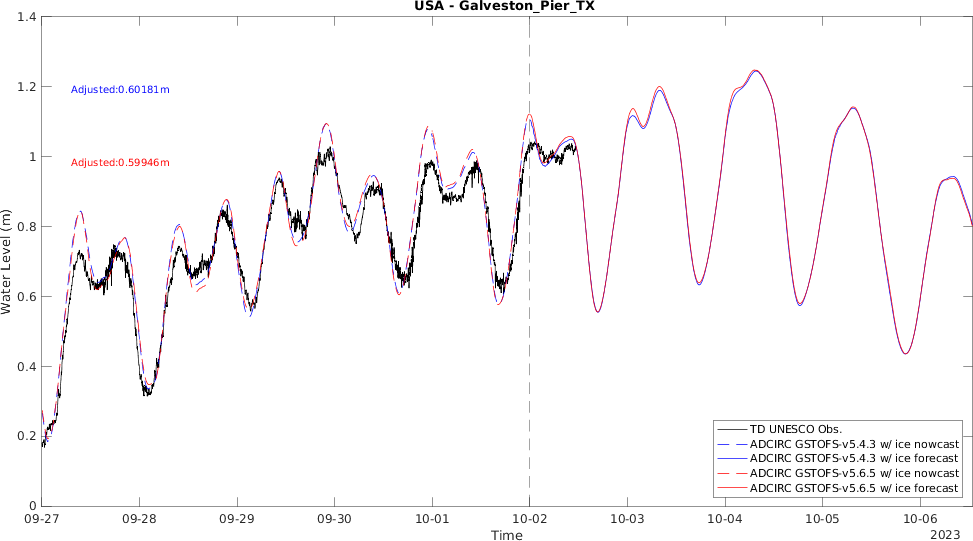 USA - Galveston_Pier_TX
1.4
1.2
1
0.8
0.6
0.4
0.2
0
Water Level (m)
Adjusted:0.60181m
Adjusted:0.59946m
TD UNESCO Obs.
ADCIRC GSTOFS-v5.4.3 w/ ice nowcast
ADCIRC GSTOFS-v5.4.3 w/ ice forecast
ADCIRC GSTOFS-v5.6.5 w/ ice nowcast
ADCIRC GSTOFS-v5.6.5 w/ ice forecast
09-27 09-28 09-29 09-30 10-01 10-02 10-03 10-04 10-05 10-06
Time
2023